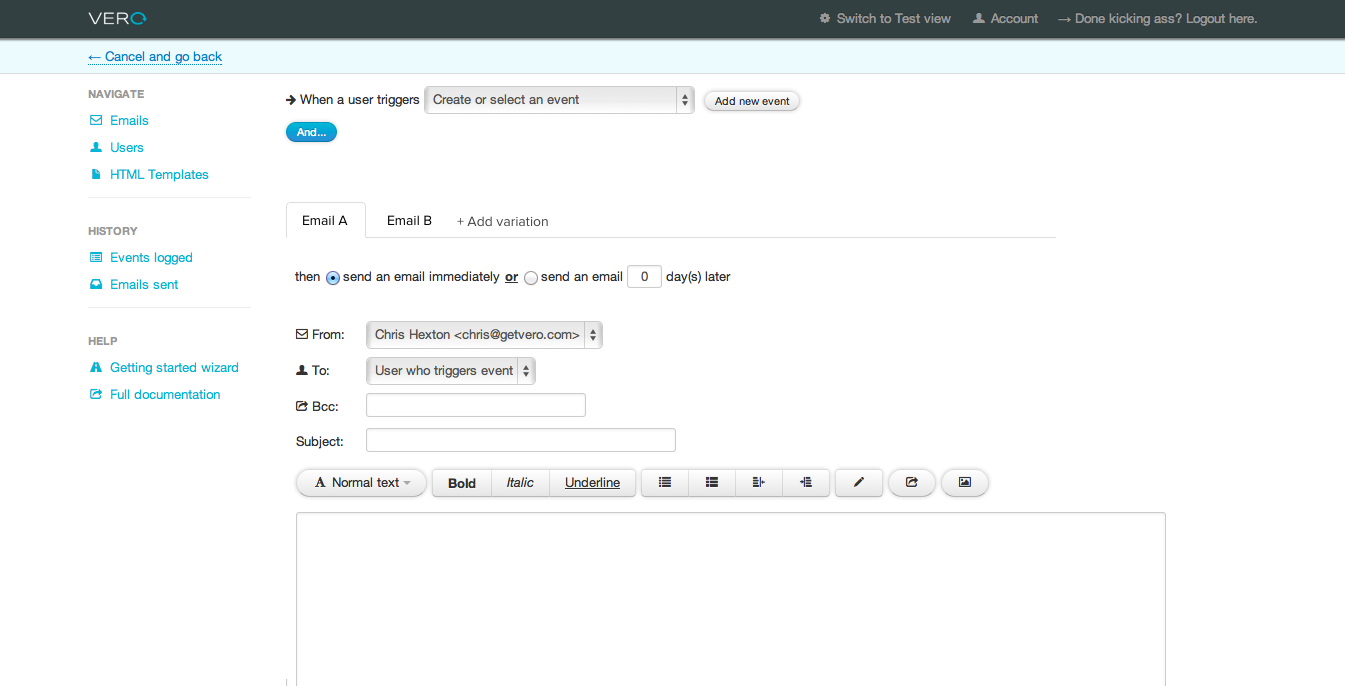 VERO
Switch to Test view Account → Done kicking ass? Logout here.
← Cancel and go back
NAVIGATE
Emails
Users
HTML Templates
HISTORY
Events logged
Emails sent
HELP
Getting started wizard
Full documentation
When a user triggers Create or select an event Add new event
And...
Email A Email B + Add variation
then send an email immediately or send an email 0 day(s) later
From: Chris Hexton <chris@getvero.com>
To: User who triggers event
Bcc:
Subject:
A Normal text Bold Italic Underline